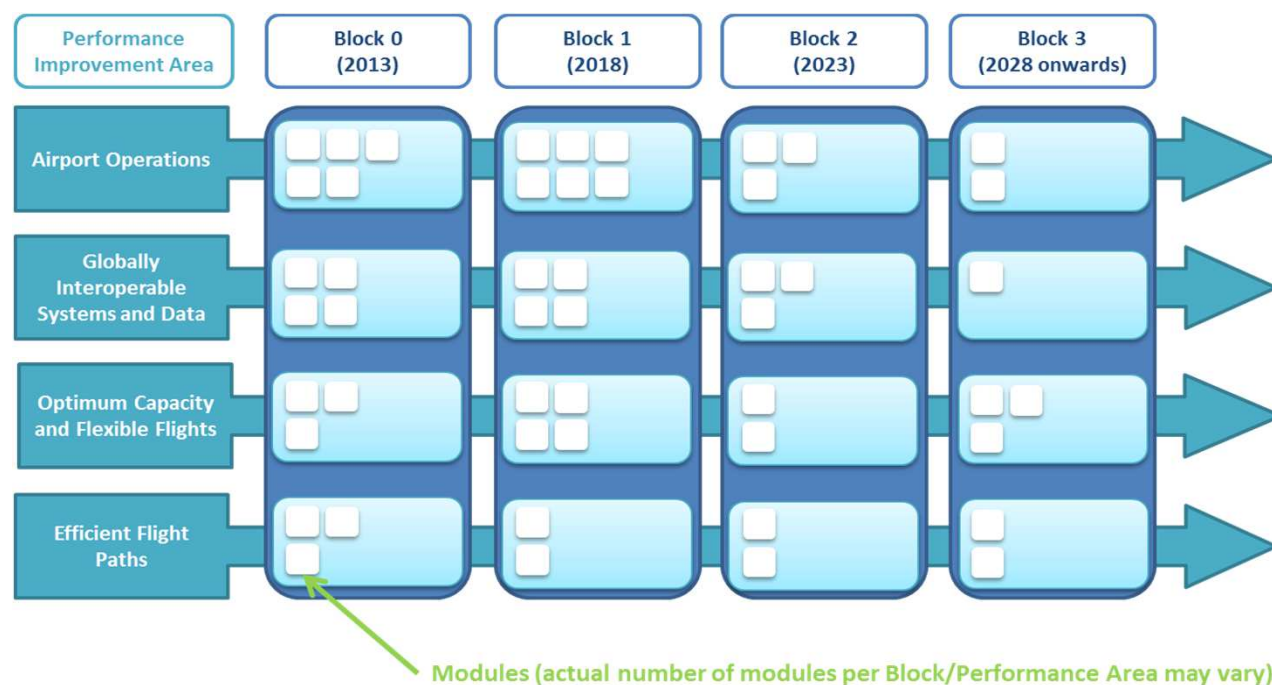 Performance
Improvement Area
Block 0
(2013)
Block 1
(2018)
Block 2
(2023)
Block 3
(2028 onwards)
Airport Operations
Globally
Interoperable
Systems and Data
Optimum Capacity
and Flexible Flights
Efficient Flight
Paths
Modules (actual number of modules per Block/Performance Area may vary)